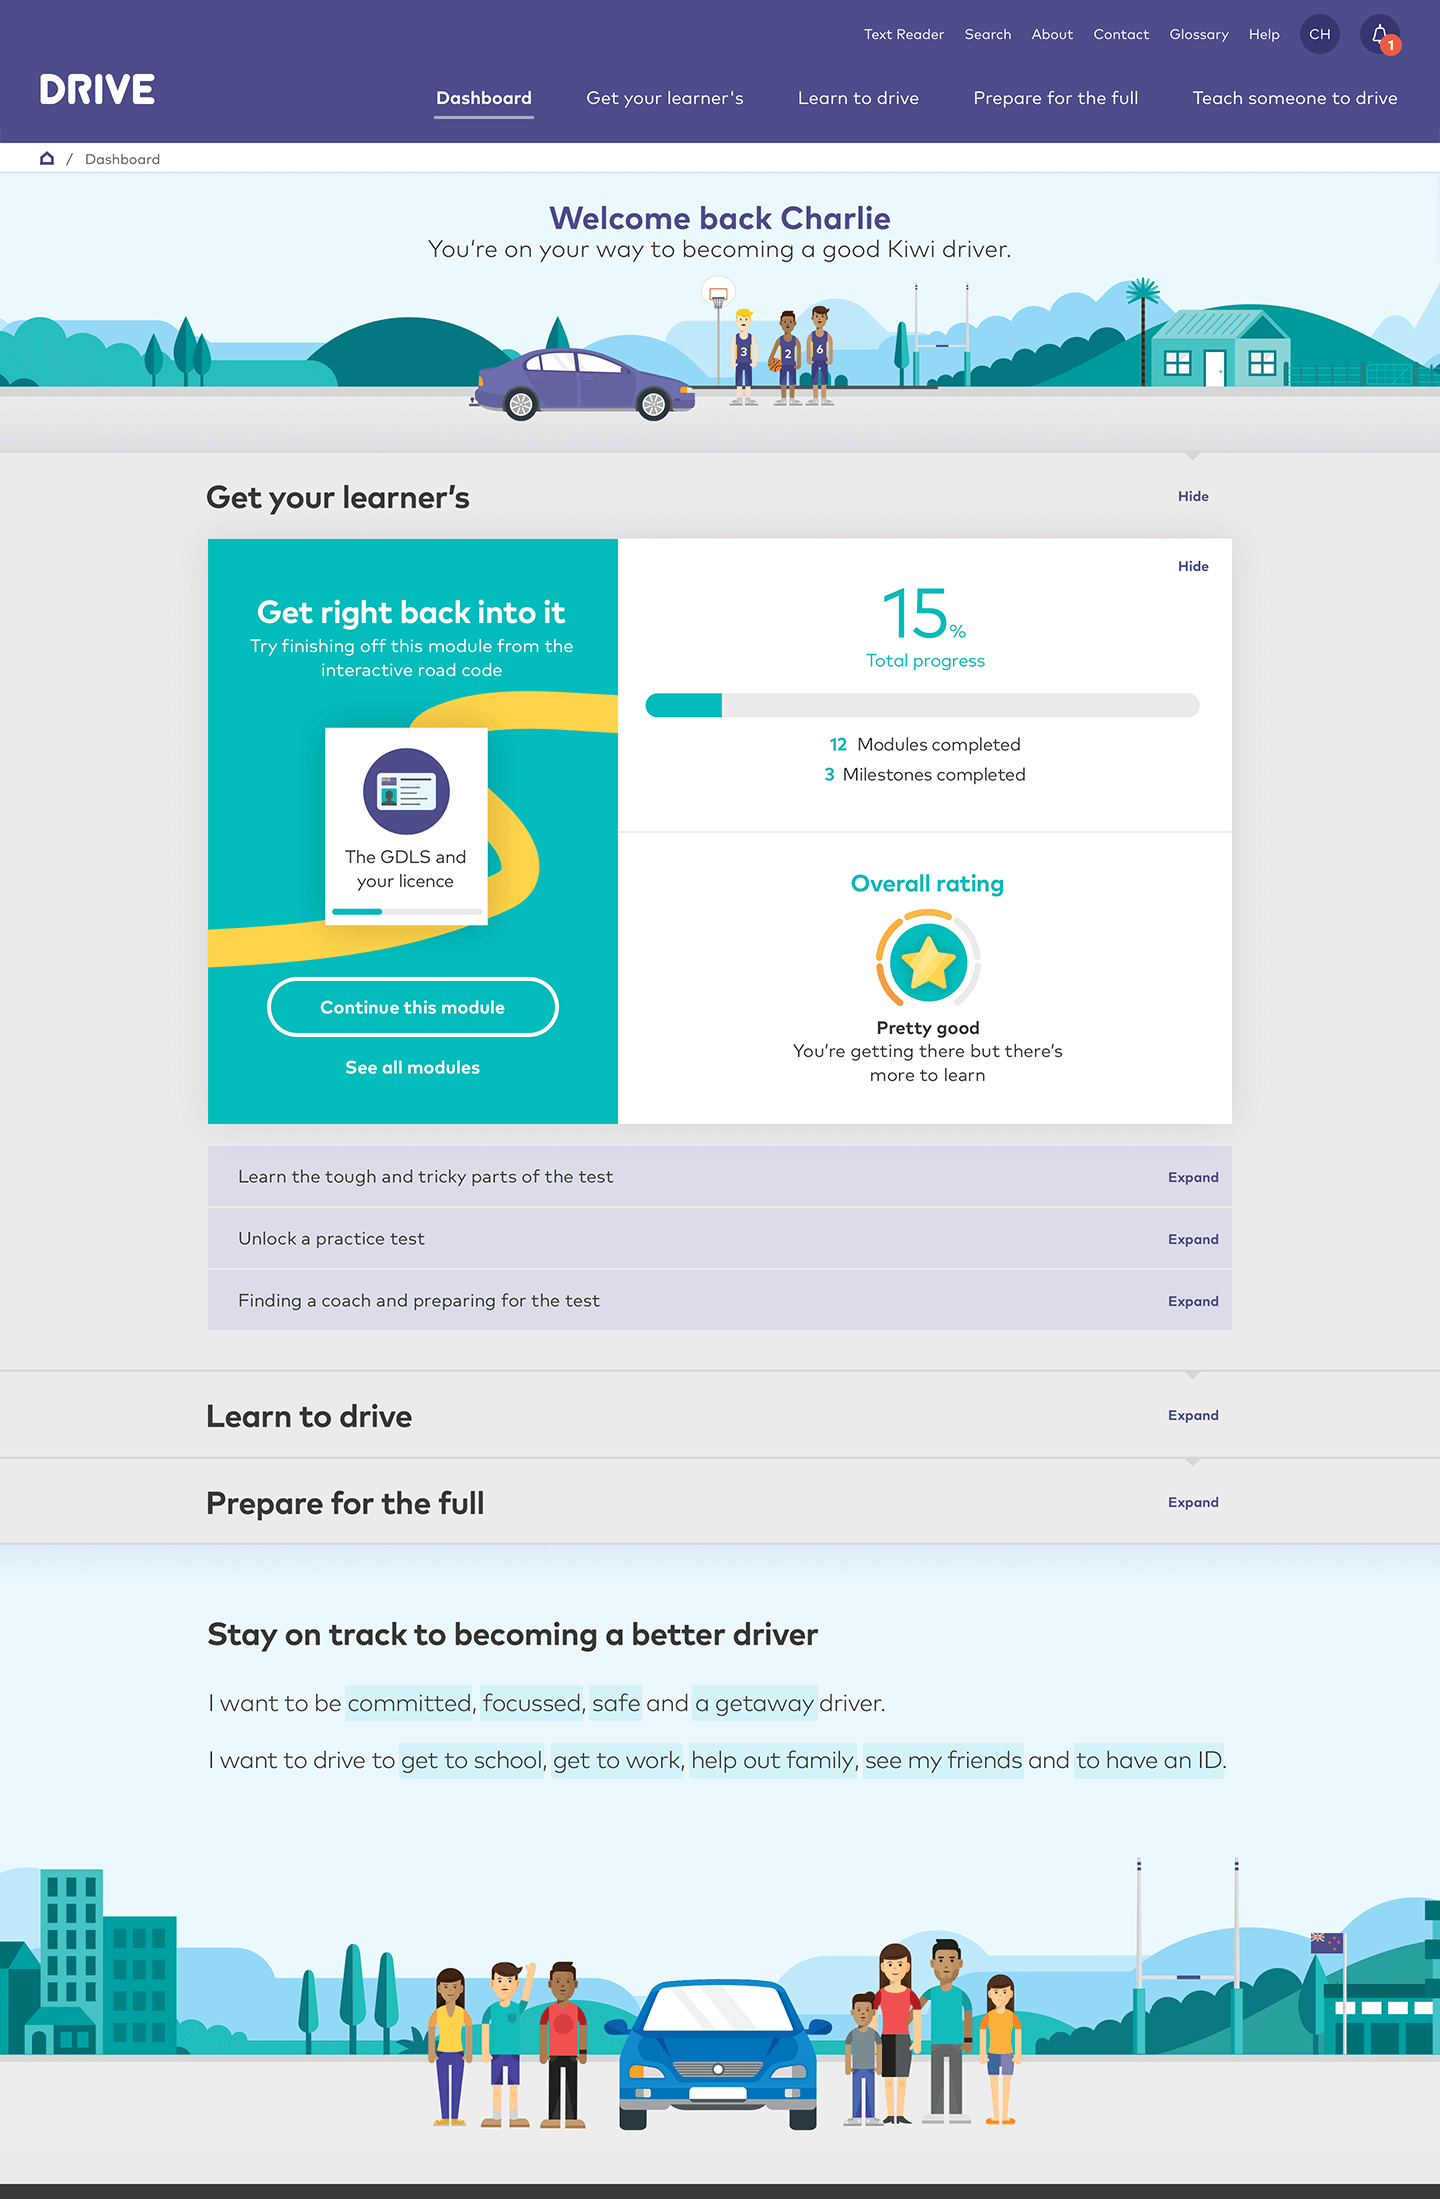 Text Reader Search About Contact Glossary Help CH 1
DRIVE
Dashboard Get your learner's Learn to drive Prepare for the full Teach someone to drive
/ Dashboard
Welcome back Charlie
You're on your way to becoming a good Kiwi driver.
3 2 6
Get your learner's
Hide
Get right back into it
Try finishing off this module from the
interactive road code
The GDLS and
your licence
Continue this module
See all modules
Hide
15%
Total progress
12 Modules completed
3 Milestones completed
Overall rating
Pretty good
You're getting there but there's
more to learn
Learn the tough and tricky parts of the test Expand
Unlock a practice test Expand
Finding a coach and preparing for the test Expand
Learn to drive Expand
Prepare for the full Expand
Stay on track to becoming a better driver
I want to be committed, focussed, safe and a getaway driver.
I want to drive to get to school, get to work, help out family, see my friends and to have an ID.